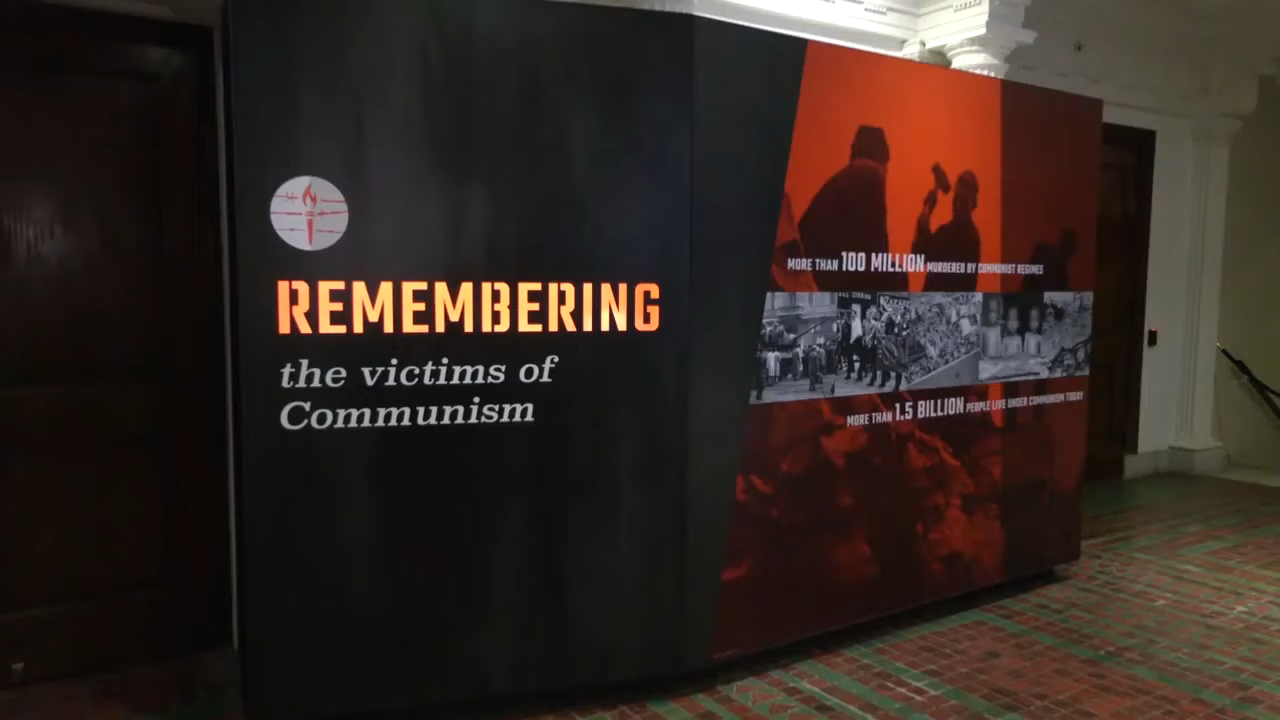 REMEMBERING
the victims of
Communism
MORE THAN 100 MILLION MURDERED BY COMMUNIST REGIMES
MORE THAN 1.5 BILLION PEOPLE LIVE UNDER COMMUNISM TODAY